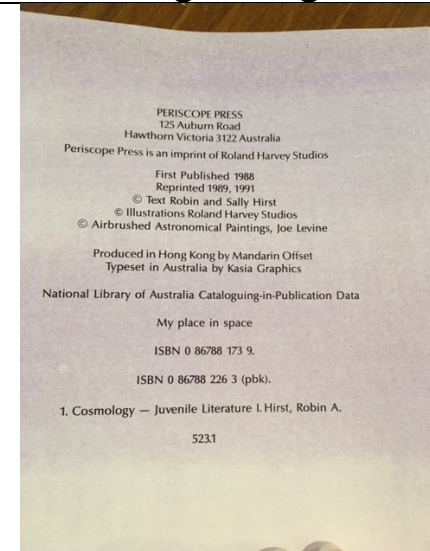 PERISCOPE PRESS
125 Auburn Road
Hawthorn Victoria 3122 Australia
Periscope Press is an imprint of Roland Harvey Studios
First Published 1988
Reprinted 1989, 1991
© Text Robin and Sally Hirst
© Illustrations Roland Harvey Studios
© Airbrushed Astronomical Paintings, Joe Levine
Produced in Hong Kong by Mandarin Offset
Typeset in Australia by Kasia Graphics
National Library of Australia Cataloguing-in-Publication Data
My place in space
ISBN 0 86788 173 9.
ISBN 0 86788 226 3 (pbk).
1. Cosmology — Juvenile Literature I. Hirst, Robin A.
523.1